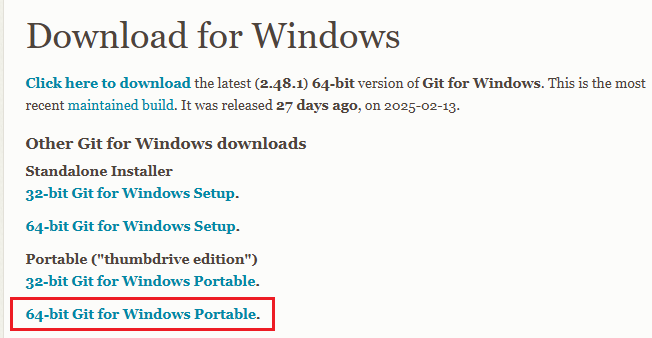 Download for Windows
Click here to download the latest (2.48.1) 64-bit version of Git for Windows. This is the most
recent maintained build. It was released 27 days ago, on 2025-02-13.
Other Git for Windows downloads
Standalone Installer
32-bit Git for Windows Setup.
64-bit Git for Windows Setup.
Portable ("thumbdrive edition")
32-bit Git for Windows Portable.
64-bit Git for Windows Portable.